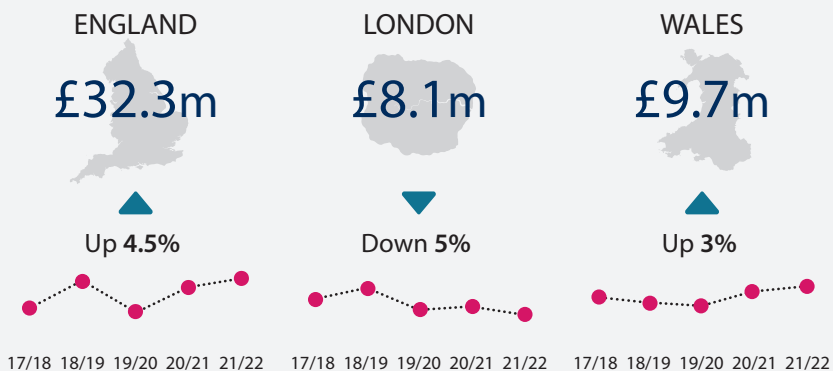 ENGLAND
£32.3m
Up 4.5%
17/18 18/19 19/20 20/21 21/22
LONDON
£8.1m
Down 5%
17/18 18/19 19/20 20/21 21/22
WALES
£9.7m
Up 3%
17/18 18/19 19/20 20/21 21/22